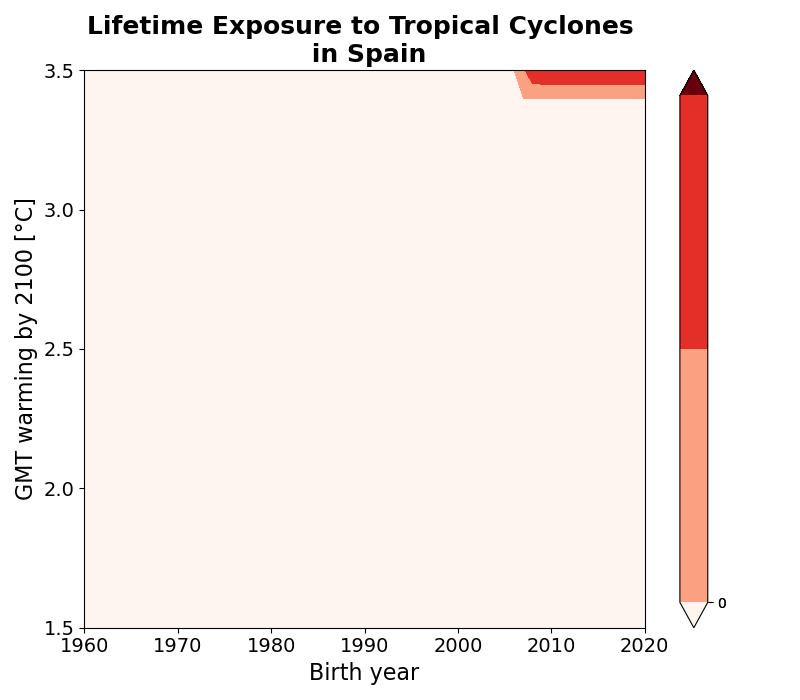 Lifetime Exposure to Tropical Cyclones
in Spain
GMT warming by 2100 [°C]
3.5
3.0
2.5
2.0
1.5
1960 1970 1980 1990 2000 2010 2020
Birth year
0